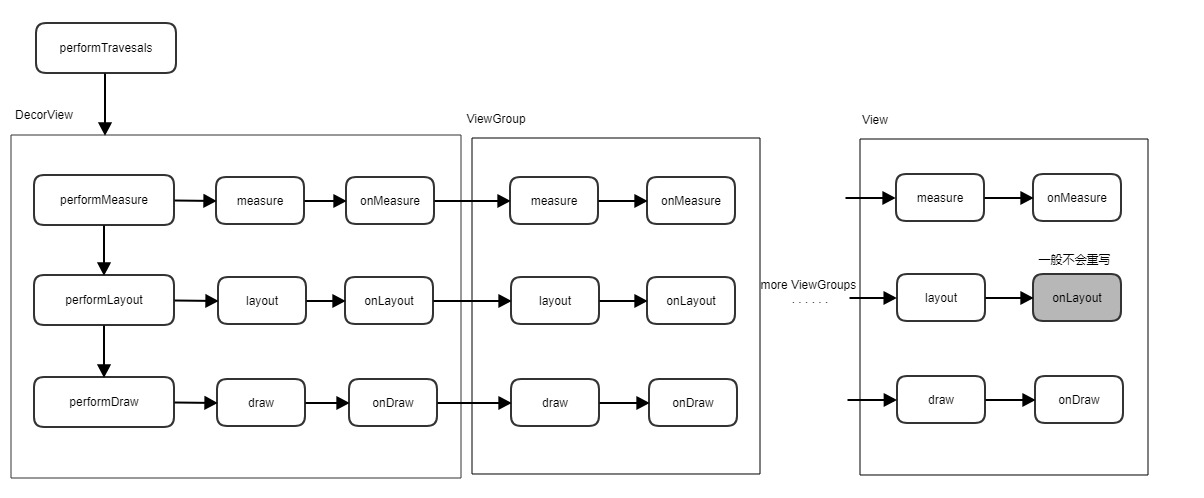 performTravesals
DecorView
ViewGroup
View
performMeasure
measure
onMeasure
measure
onMeasure
measure
onMeasure
一般不会重写
performLayout
layout
onLayout
layout
onLayout
more ViewGroups
. . . . . .
layout
onLayout
performDraw
draw
onDraw
draw
onDraw
draw
onDraw